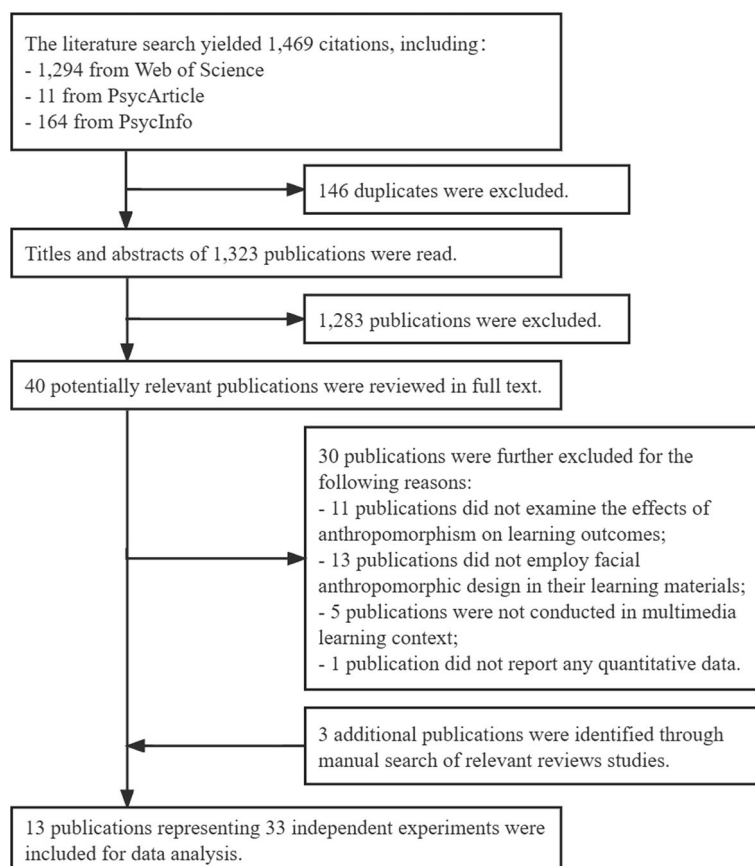 The literature search yielded 1,469 citations, including:
- 1,294 from Web of Science
- 11 from PsycArticle
- 164 from PsycInfo
146 duplicates were excluded.
Titles and abstracts of 1,323 publications were read.
1,283 publications were excluded.
40 potentially relevant publications were reviewed in full text.
30 publications were further excluded for the
following reasons:
- 11 publications did not examine the effects of
anthropomorphism on learning outcomes;
- 13 publications did not employ facial
anthropomorphic design in their learning materials;
- 5 publications were not conducted in multimedia
learning context;
- 1 publication did not report any quantitative data.
3 additional publications were identified through
manual search of relevant reviews studies.
13 publications representing 33 independent experiments were
included for data analysis.